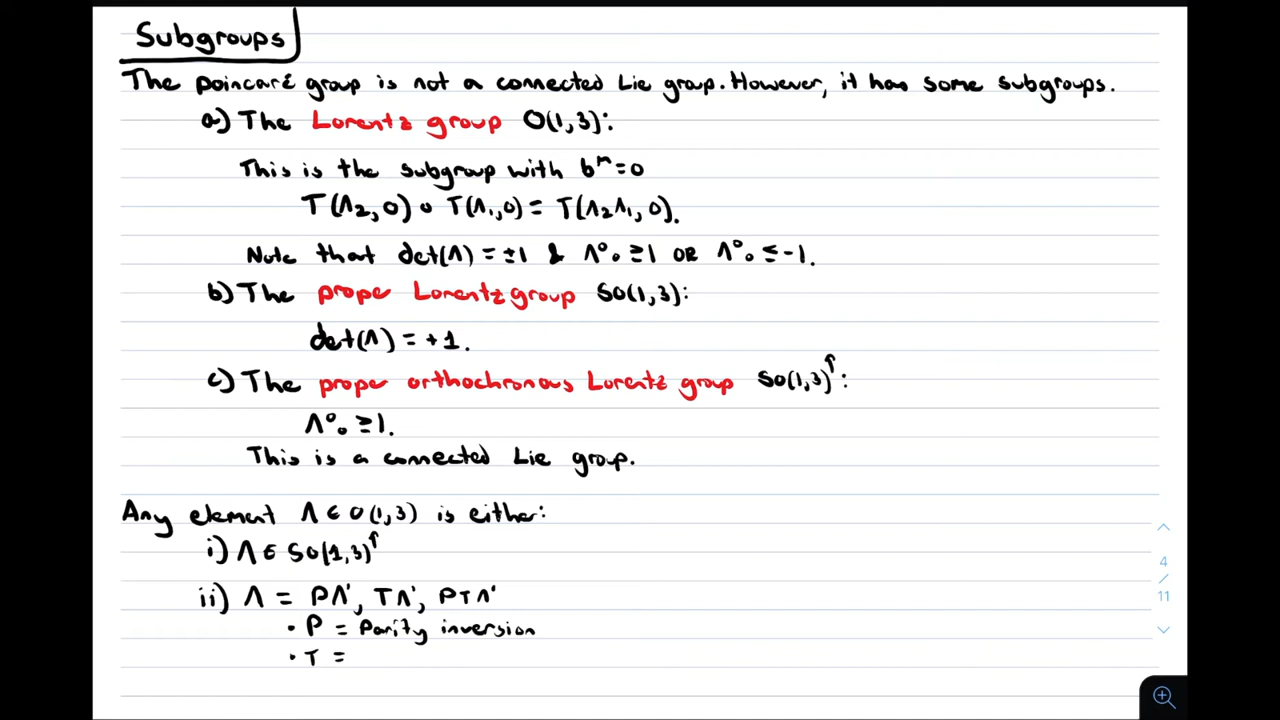 Subgroups
The poincaré group is not a connected Lie group. However, it has some subgroups.
a) The Lorentz group O(1,3):
This is the subgroup with b^μ=0
T(Λ₂,0) ∘ T(Λ₁,0) = T(Λ₂Λ₁,0).
Note that det(Λ) = ±1 & Λ⁰₀ ≥1 OR Λ⁰₀ ≤-1.
b) The proper Lorentz group SO(1,3):
det(Λ) = +1.
c) The proper orthochronous Lorentz group SO(1,3)^↑:
Λ⁰₀ ≥1.
This is a connected Lie group.
Any element Λ ∈ O(1,3) is either:
i) Λ ∈ SO(1,3)^↑
ii) Λ = PΛ', TΛ', PTΛ'
• P = Parity inversion
• T =
4
/
11